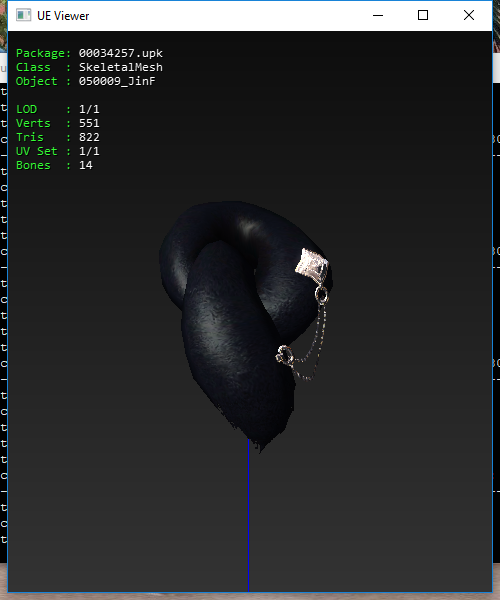 UE Viewer
Package: 00034257.upk
Class : SkeletalMesh
Object : 050009_JinF
LOD : 1/1
Verts : 551
Tris : 822
UV Set : 1/1
Bones : 14